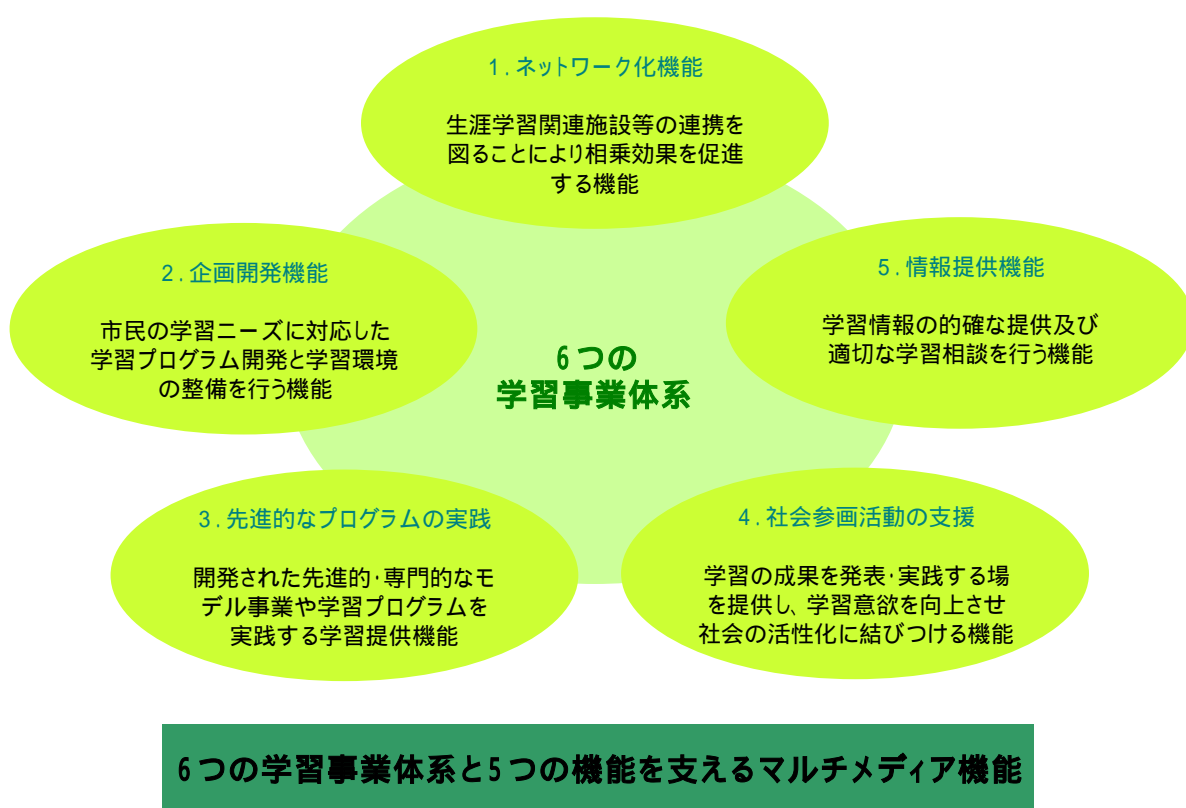 1.ネットワーク化機能
生涯学習関連施設等の連携を
図ることにより相乗効果を促進
する機能
2.企画開発機能
市民の学習ニーズに対応した
学習プログラム開発と学習環境
の整備を行う機能
5.情報提供機能
学習情報の的確な提供及び
適切な学習相談を行う機能
6つの
学習事業体系
3.先進的なプログラムの実践
開発された先進的・専門的なモ
デル事業や学習プログラムを
実践する学習提供機能
4.社会参画活動の支援
学習の成果を発表・実践する場
を提供し、学習意欲を向上させ
社会の活性化に結びつける機能
6つの学習事業体系と5つの機能を支えるマルチメディア機能